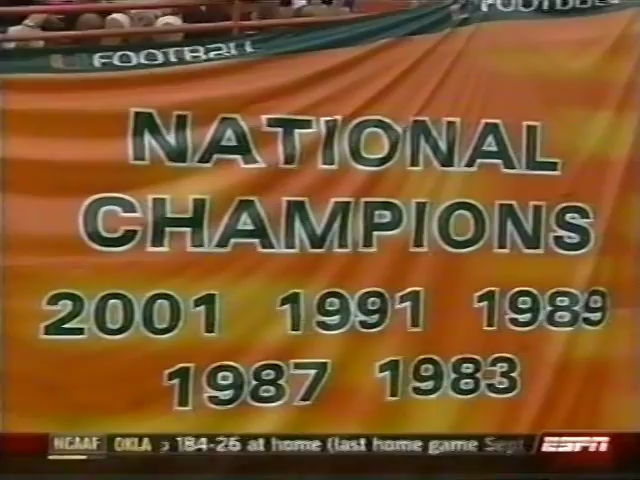 FOOTBALL
FOOTBALL
NATIONAL
CHAMPIONS
2001 1991 1989
1987 1983
NCAAF OKLA 184-26 at home (last home game Sept ESPN